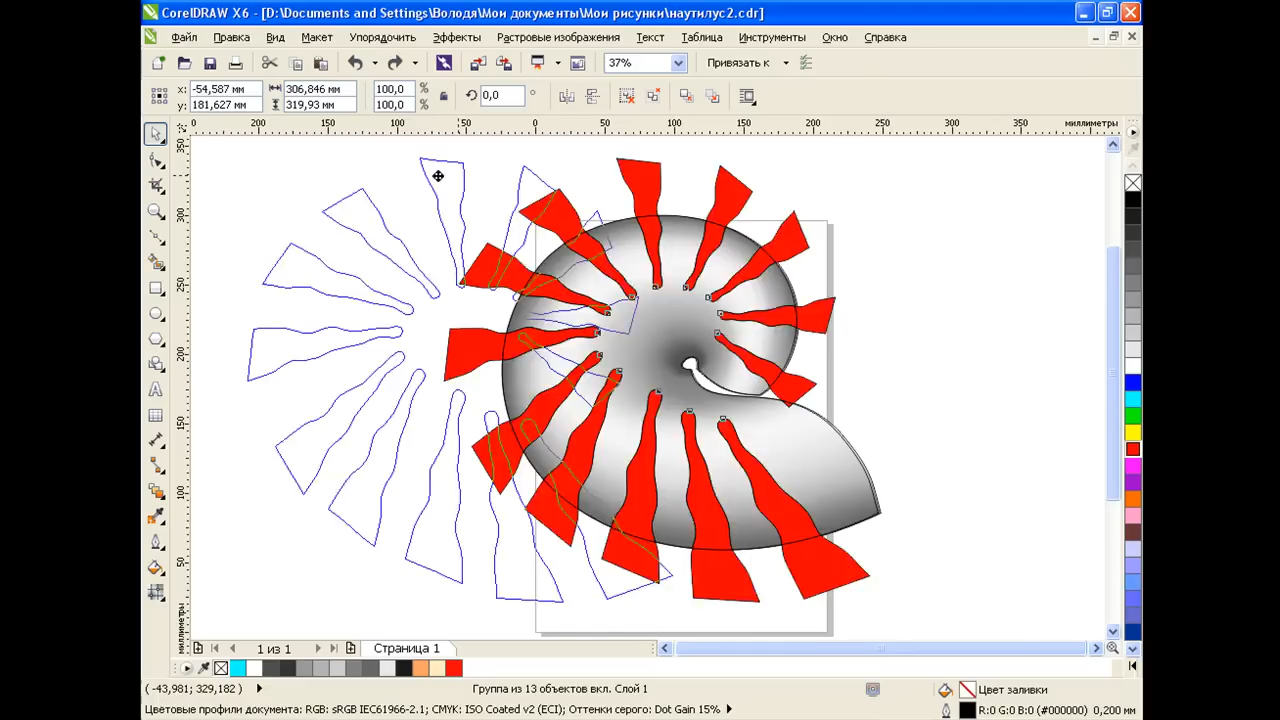 CorelDRAW X6 - [D:\Documents and Settings\Володя\Мои документы\Мои рисунки\наутилус2.cdr]
Файл Правка Вид Макет Упорядочить Эффекты Растровые изображения Текст Таблица Инструменты Окно Справка
37% Привязать к
x: -54,587 мм 306,846 мм 100,0 % 0,0 °
y: 181,627 мм 319,93 мм 100,0 %
200 150 100 50 0 50 100 150 200 250 300 350 миллиметры
350
300
250
200
150
100
50
миллиметры
1 из 1 Страница 1
( -43,981; 329,182 ) Группа из 13 объектов вкл. Слой 1 Цвет заливки
Цветовые профили документа: RGB: sRGB IEC61966-2.1; CMYK: ISO Coated v2 (ECI); Оттенки серого: Dot Gain 15% R:0 G:0 B:0 (#000000) 0,200 мм